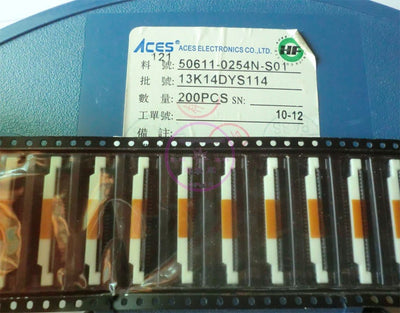 ACES ACES ELECTRONICS CO.,LTD.
HF
121
料 號: 50611-0254N-S01
批 號: 13K14DYS114
數 量: 200PCS SN:
工單號: 10-12
備 註: